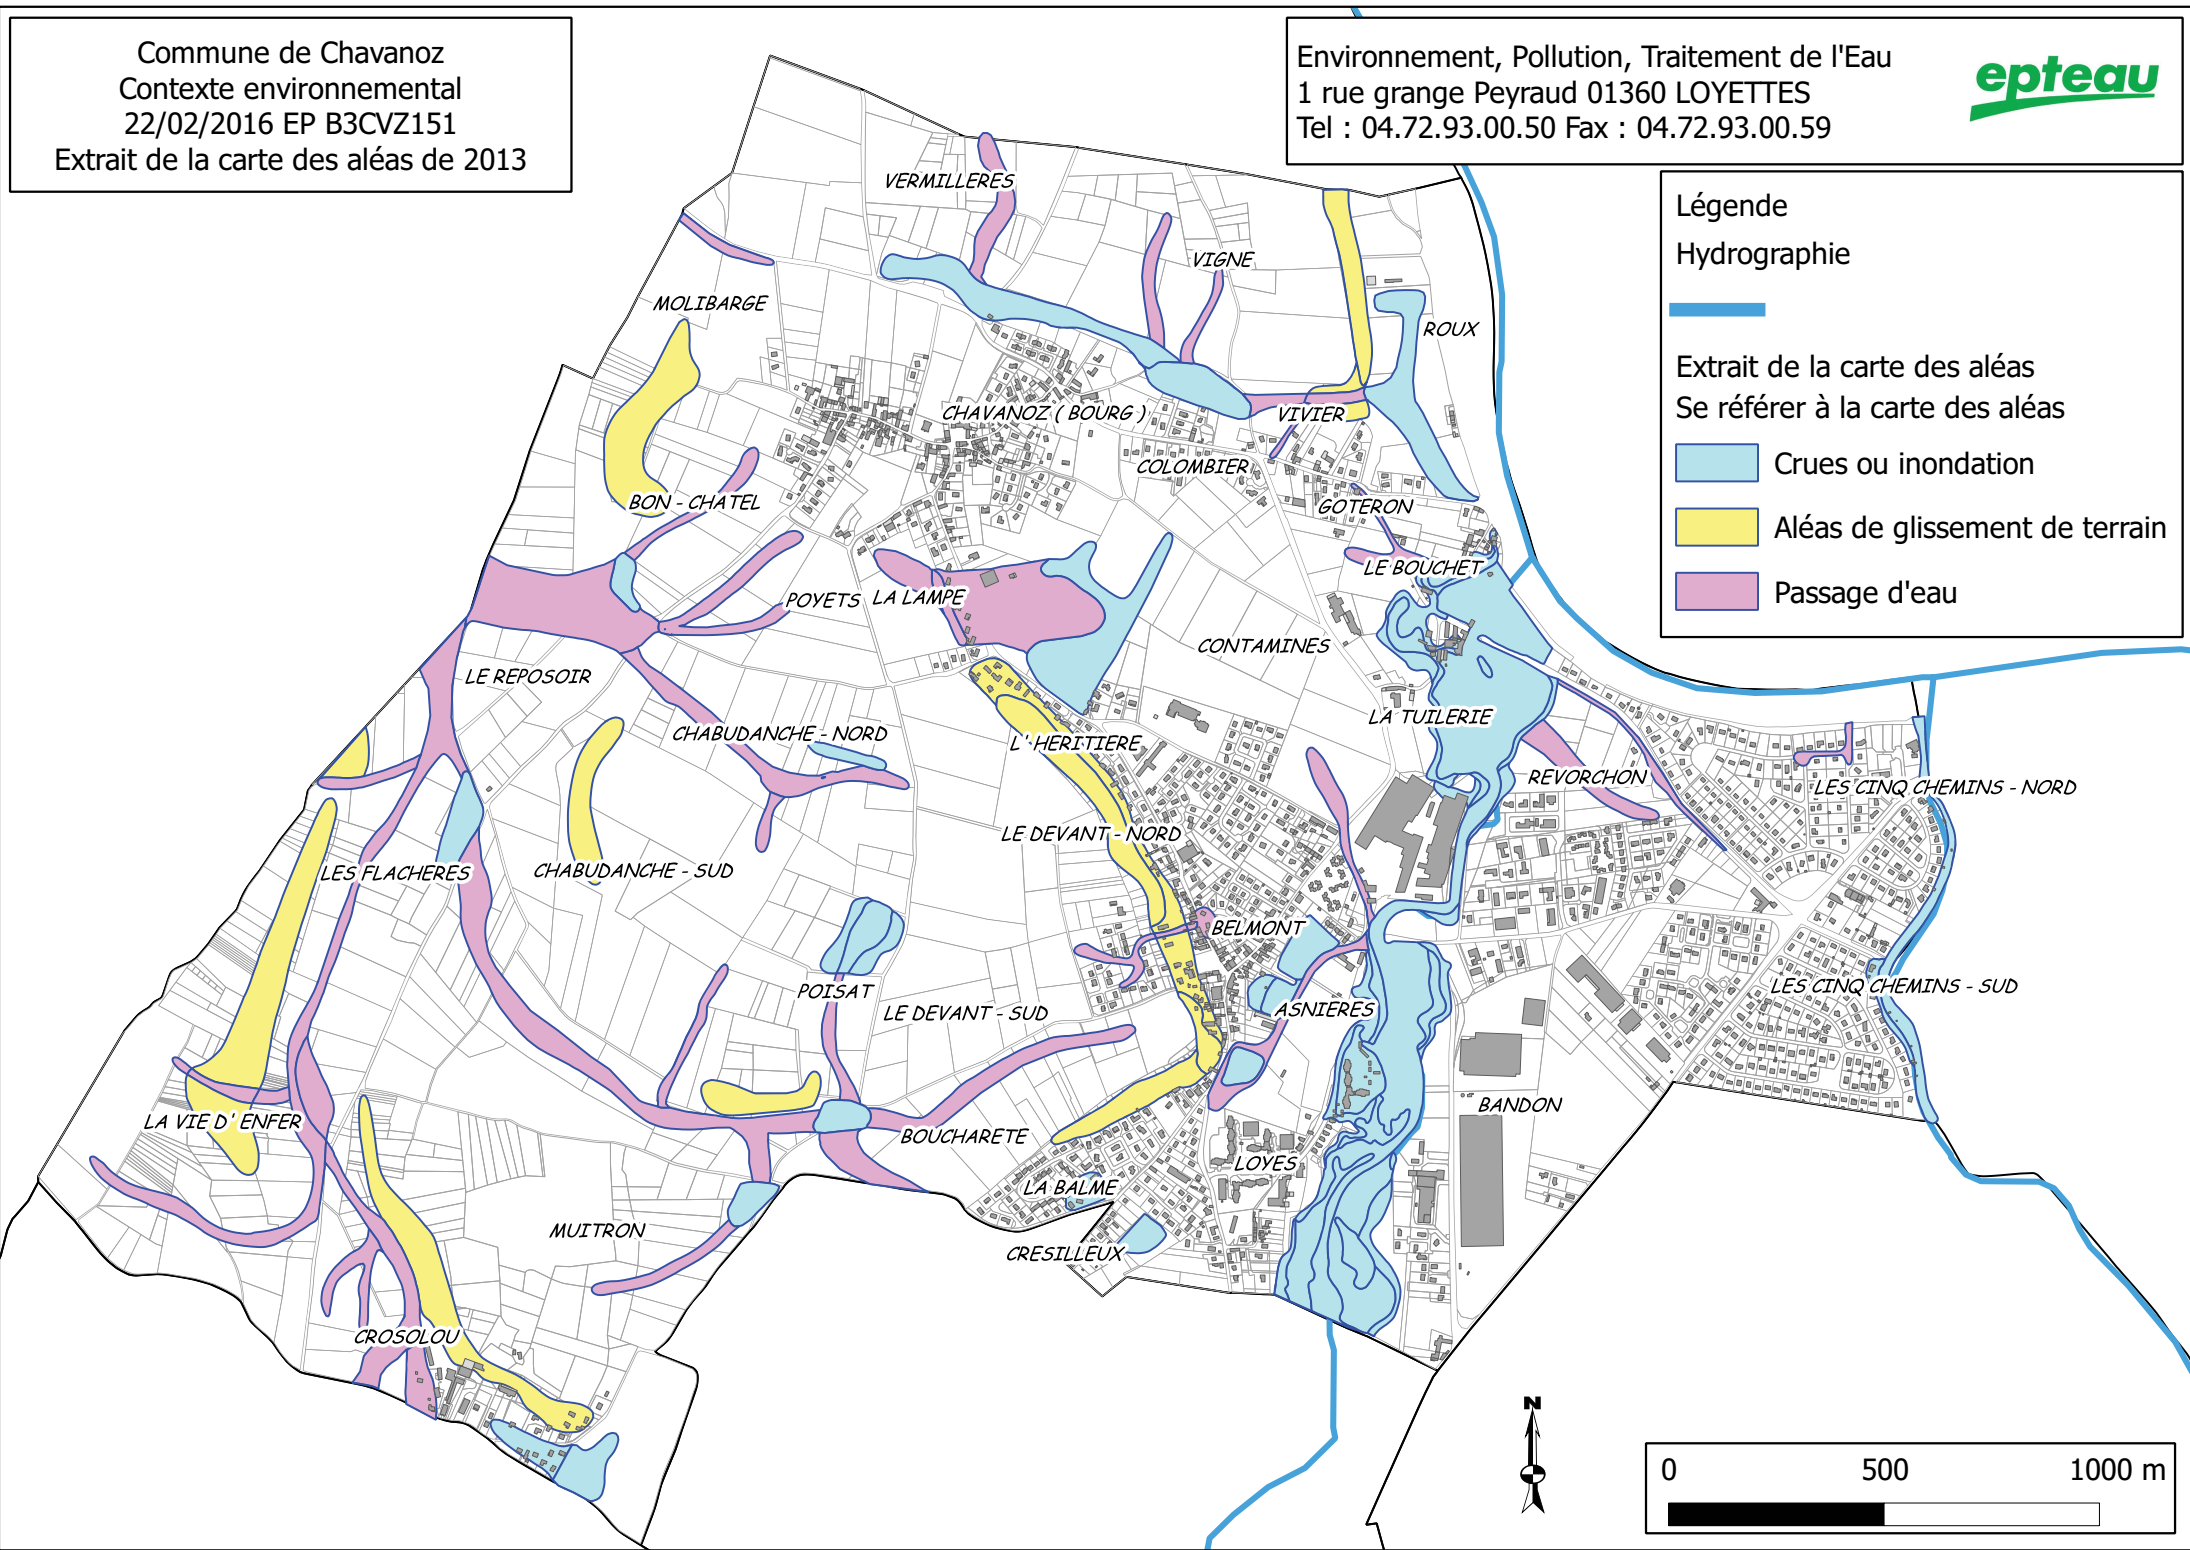 Commune de Chavanoz
Contexte environnemental
22/02/2016 EP B3CVZ151
Extrait de la carte des aléas de 2013
Environnement, Pollution, Traitement de l'Eau
1 rue grange Peyraud 01360 LOYETTES
Tel : 04.72.93.00.50 Fax : 04.72.93.00.59
epteau
Légende
Hydrographie
Extrait de la carte des aléas
Se référer à la carte des aléas
Crues ou inondation
Aléas de glissement de terrain
Passage d'eau
VERMILLERES
VIGNE
MOLIBARGE
ROUX
CHAVANOZ ( BOURG )
VIVIER
COLOMBIER
BON - CHATEL
GOTERON
LE BOUCHET
POYETS
LA LAMPE
CONTAMINES
LE REPOSOIR
LA TUILERIE
CHABUDANCHE - NORD
L' HERITIERE
REVORCHON
LES CINQ CHEMINS - NORD
LE DEVANT - NORD
LES FLACHERES
CHABUDANCHE - SUD
BELMONT
POISAT
LES CINQ CHEMINS - SUD
LE DEVANT - SUD
ASNIERES
BANDON
LA VIE D' ENFER
BOUCHARETE
LOYES
LA BALME
MUITRON
CRESILLEUX
CROSOLOU
N
0 500 1000 m